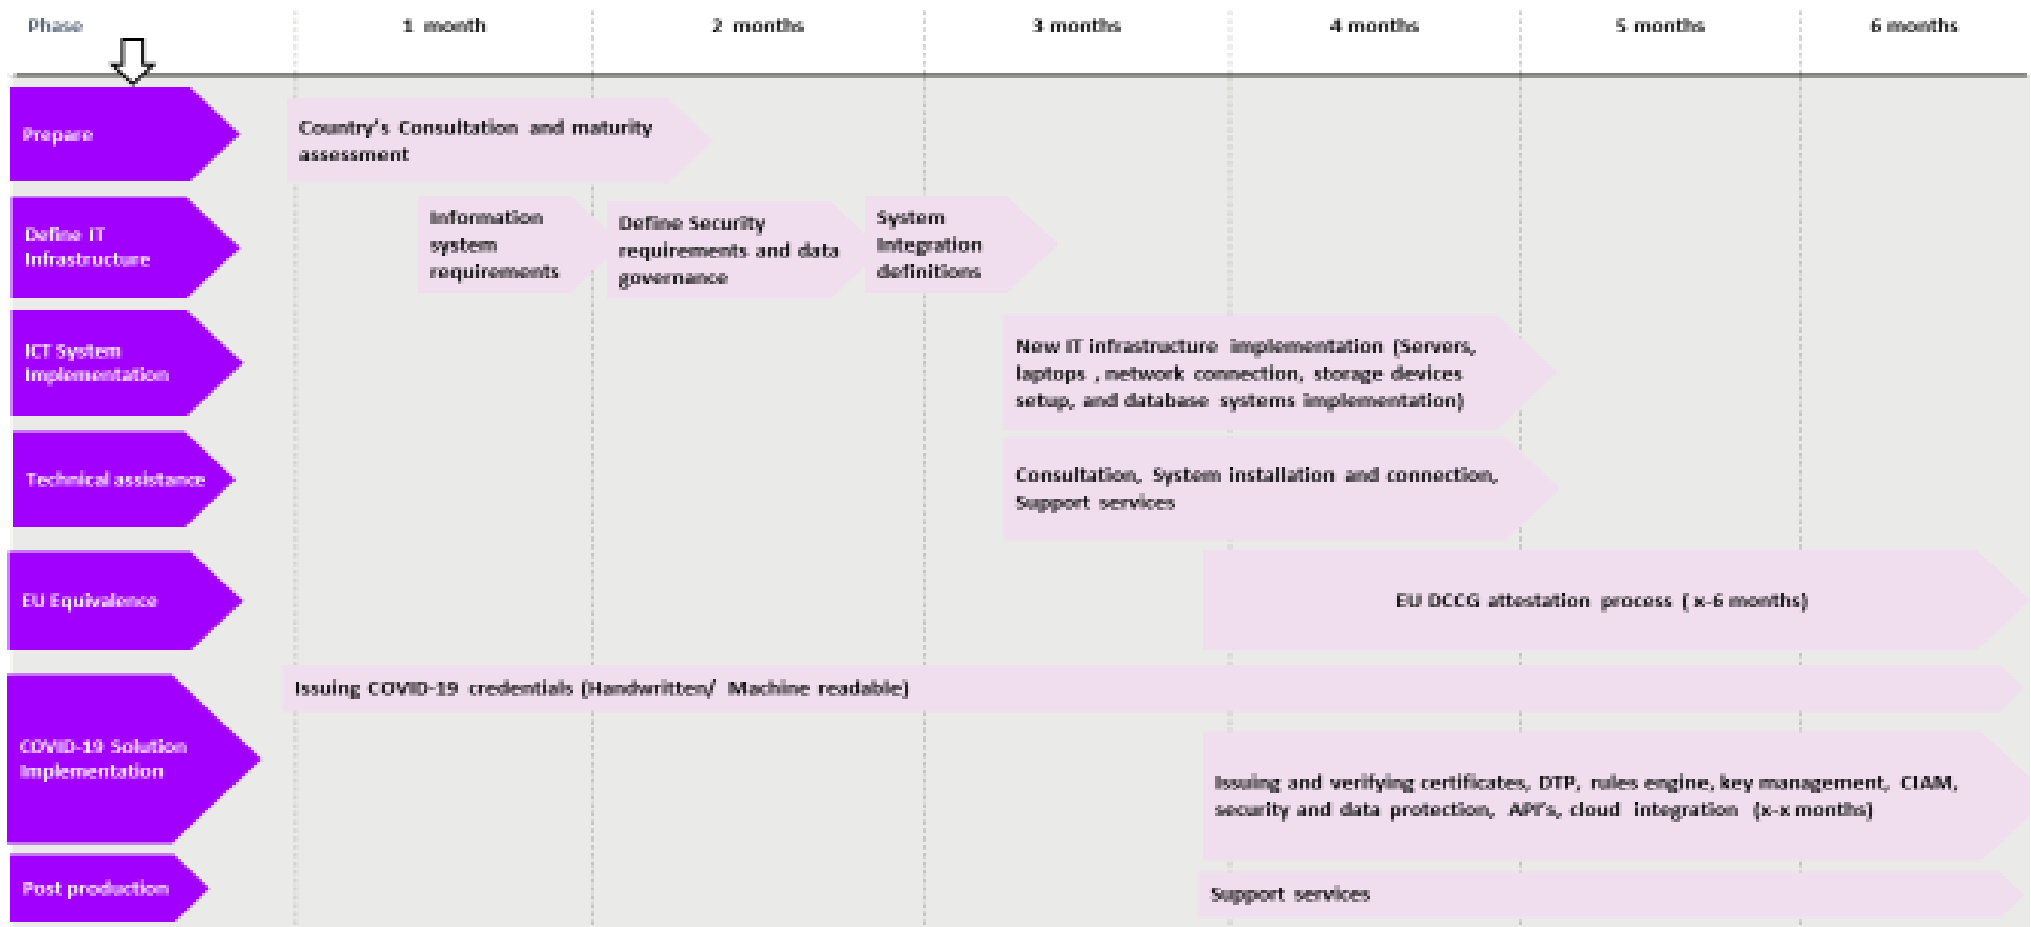 Phase
1 month
2 months
3 months
4 months
5 months
6 months
Prepare
Country's Consultation and maturity
assessment
Define IT
Infrastructure
Information
system
requirements
Define Security
requirements and data
governance
System
Integration
definitions
ICT System
Implementation
New IT infrastructure implementation (Servers,
laptops , network connection, storage devices
setup, and database systems implementation)
Technical assistance
Consultation, System installation and connection,
Support services
EU Equivalence
EU DCCG attestation process ( x-6 months)
COVID-19 Solution
Implementation
Issuing COVID-19 credentials (Handwritten/ Machine readable)
Issuing and verifying certificates, DTP, rules engine, key management, CIAM,
security and data protection, API's, cloud integration (x-x months)
Post production
Support services